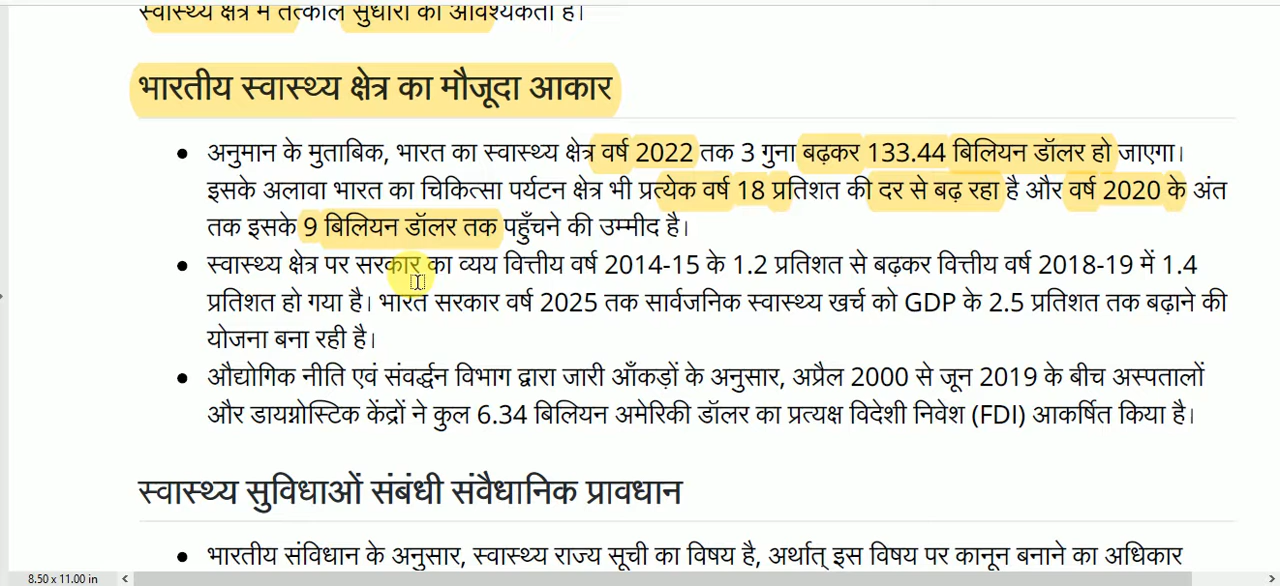 स्वास्थ्य क्षेत्र में तत्काल सुधारों की आवश्यकता है।
भारतीय स्वास्थ्य क्षेत्र का मौजूदा आकार
● अनुमान के मुताबिक, भारत का स्वास्थ्य क्षेत्र वर्ष 2022 तक 3 गुना बढ़कर 133.44 बिलियन डॉलर हो जाएगा।
इसके अलावा भारत का चिकित्सा पर्यटन क्षेत्र भी प्रत्येक वर्ष 18 प्रतिशत की दर से बढ़ रहा है और वर्ष 2020 के अंत
तक इसके 9 बिलियन डॉलर तक पहुँचने की उम्मीद है।
● स्वास्थ्य क्षेत्र पर सरकार का व्यय वित्तीय वर्ष 2014-15 के 1.2 प्रतिशत से बढ़कर वित्तीय वर्ष 2018-19 में 1.4
प्रतिशत हो गया है। भारत सरकार वर्ष 2025 तक सार्वजनिक स्वास्थ्य खर्च को GDP के 2.5 प्रतिशत तक बढ़ाने की
योजना बना रही है।
● औद्योगिक नीति एवं संवर्द्धन विभाग द्वारा जारी आँकड़ों के अनुसार, अप्रैल 2000 से जून 2019 के बीच अस्पतालों
और डायग्नोस्टिक केंद्रों ने कुल 6.34 बिलियन अमेरिकी डॉलर का प्रत्यक्ष विदेशी निवेश (FDI) आकर्षित किया है।
स्वास्थ्य सुविधाओं संबंधी संवैधानिक प्रावधान
● भारतीय संविधान के अनुसार, स्वास्थ्य राज्य सूची का विषय है, अर्थात् इस विषय पर कानून बनाने का अधिकार
8.50 x 11.00 in